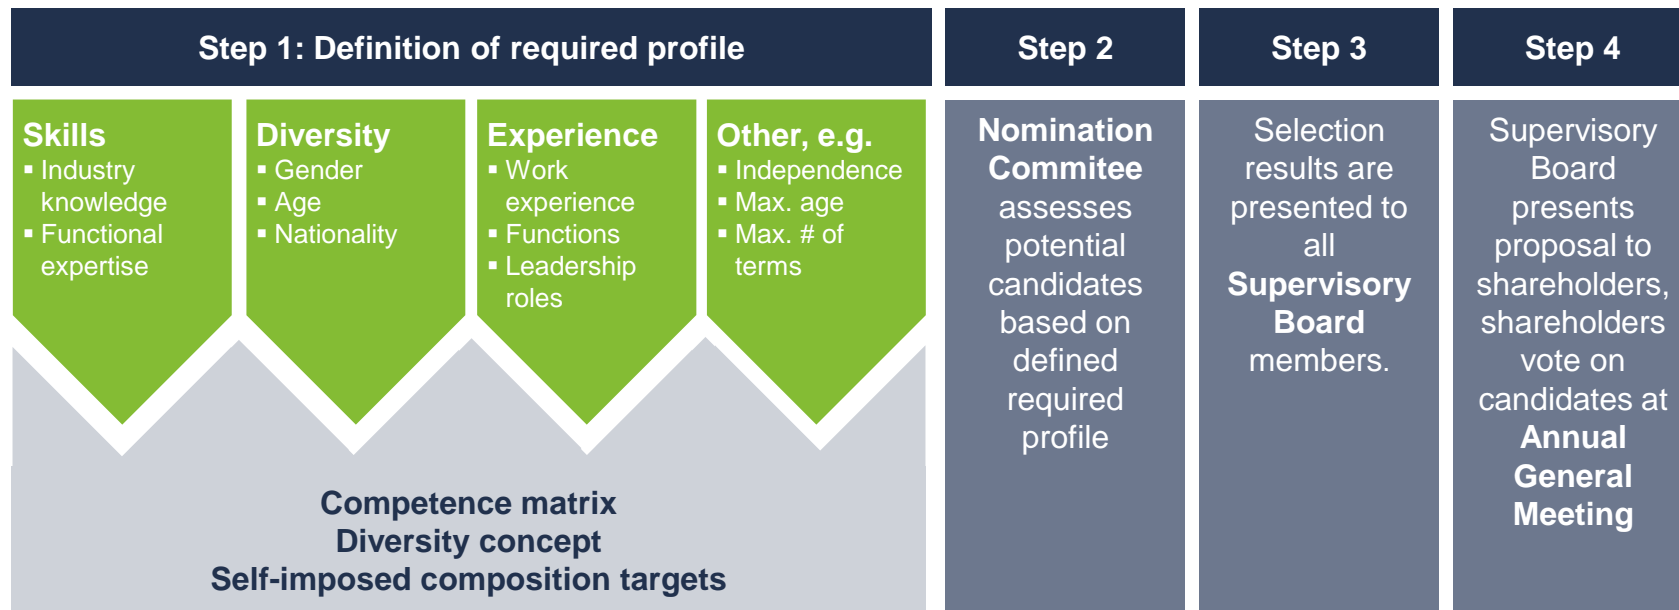 Step 1: Definition of required profile
Skills
▪ Industry
knowledge
▪ Functional
expertise
Diversity
▪ Gender
▪ Age
▪ Nationality
Experience
▪ Work
experience
▪ Functions
▪ Leadership
roles
Other, e.g.
▪ Independence
▪ Max. age
▪ Max. # of
terms
Competence matrix
Diversity concept
Self-imposed composition targets
Step 2
Nomination
Commitee
assesses
potential
candidates
based on
defined
required
profile
Step 3
Selection
results are
presented to
all
Supervisory
Board
members.
Step 4
Supervisory
Board
presents
proposal to
shareholders,
shareholders
vote on
candidates at
Annual
General
Meeting